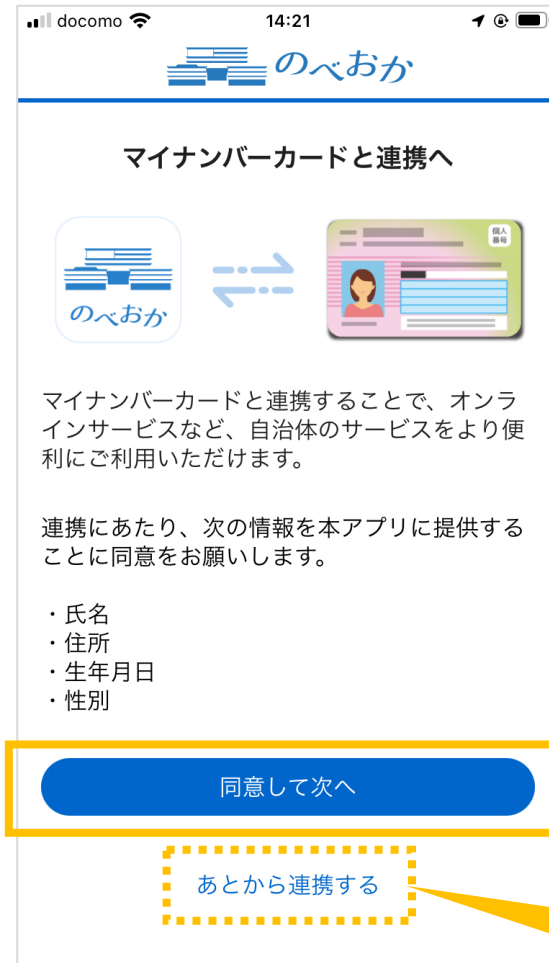 docomo 14:21
のべおか
マイナンバーカードと連携へ
個人
番号
のべおか
マイナンバーカードと連携することで、オンラ
インサービスなど、自治体のサービスをより便
利にご利用いただけます。
連携にあたり、次の情報を本アプリに提供する
ことに同意をお願いします。
・氏名
・住所
・生年月日
・性別
同意して次へ
あとから連携する